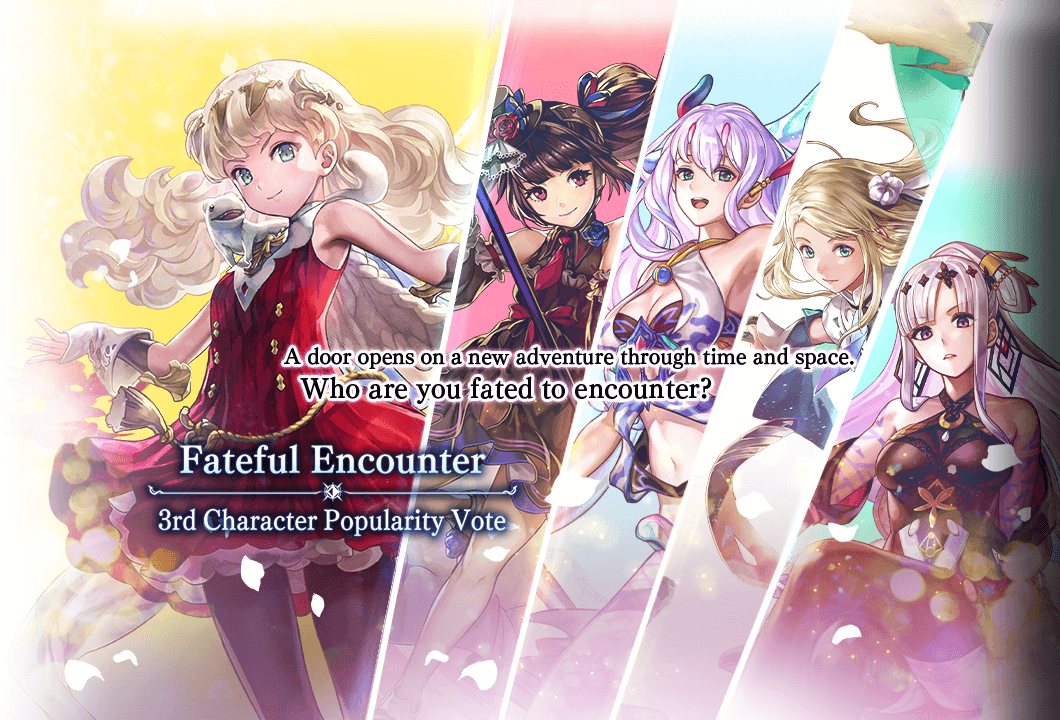 A door opens on a new adventure through time and space.
Who are you fated to encounter?
Fateful Encounter
3rd Character Popularity Vote